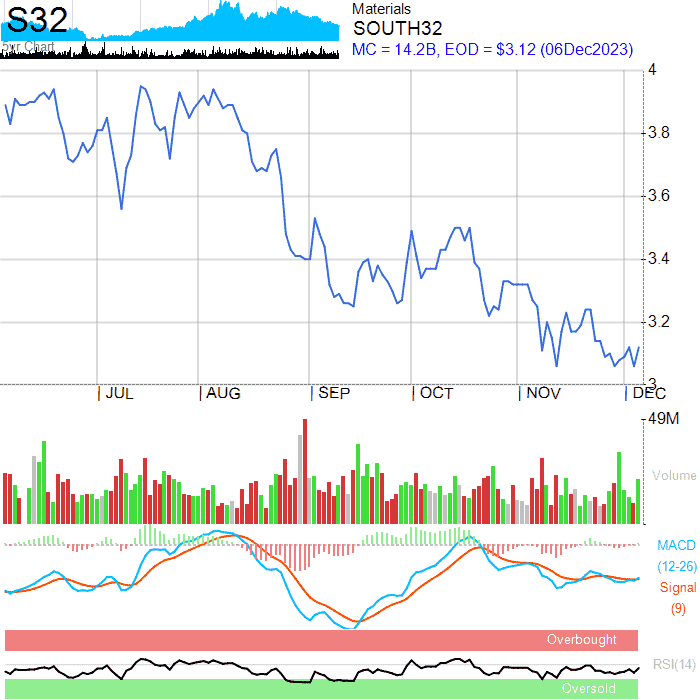 S32
5yr Chart
Materials
SOUTH32
MC = 14.2B, EOD = $3.12 (06Dec2023)
4
3.8
3.6
3.4
3.2
3
JUL AUG SEP OCT NOV DEC
49M
Volume
MACD
(12-26)
Signal
(9)
Overbought
RSI(14)
Oversold